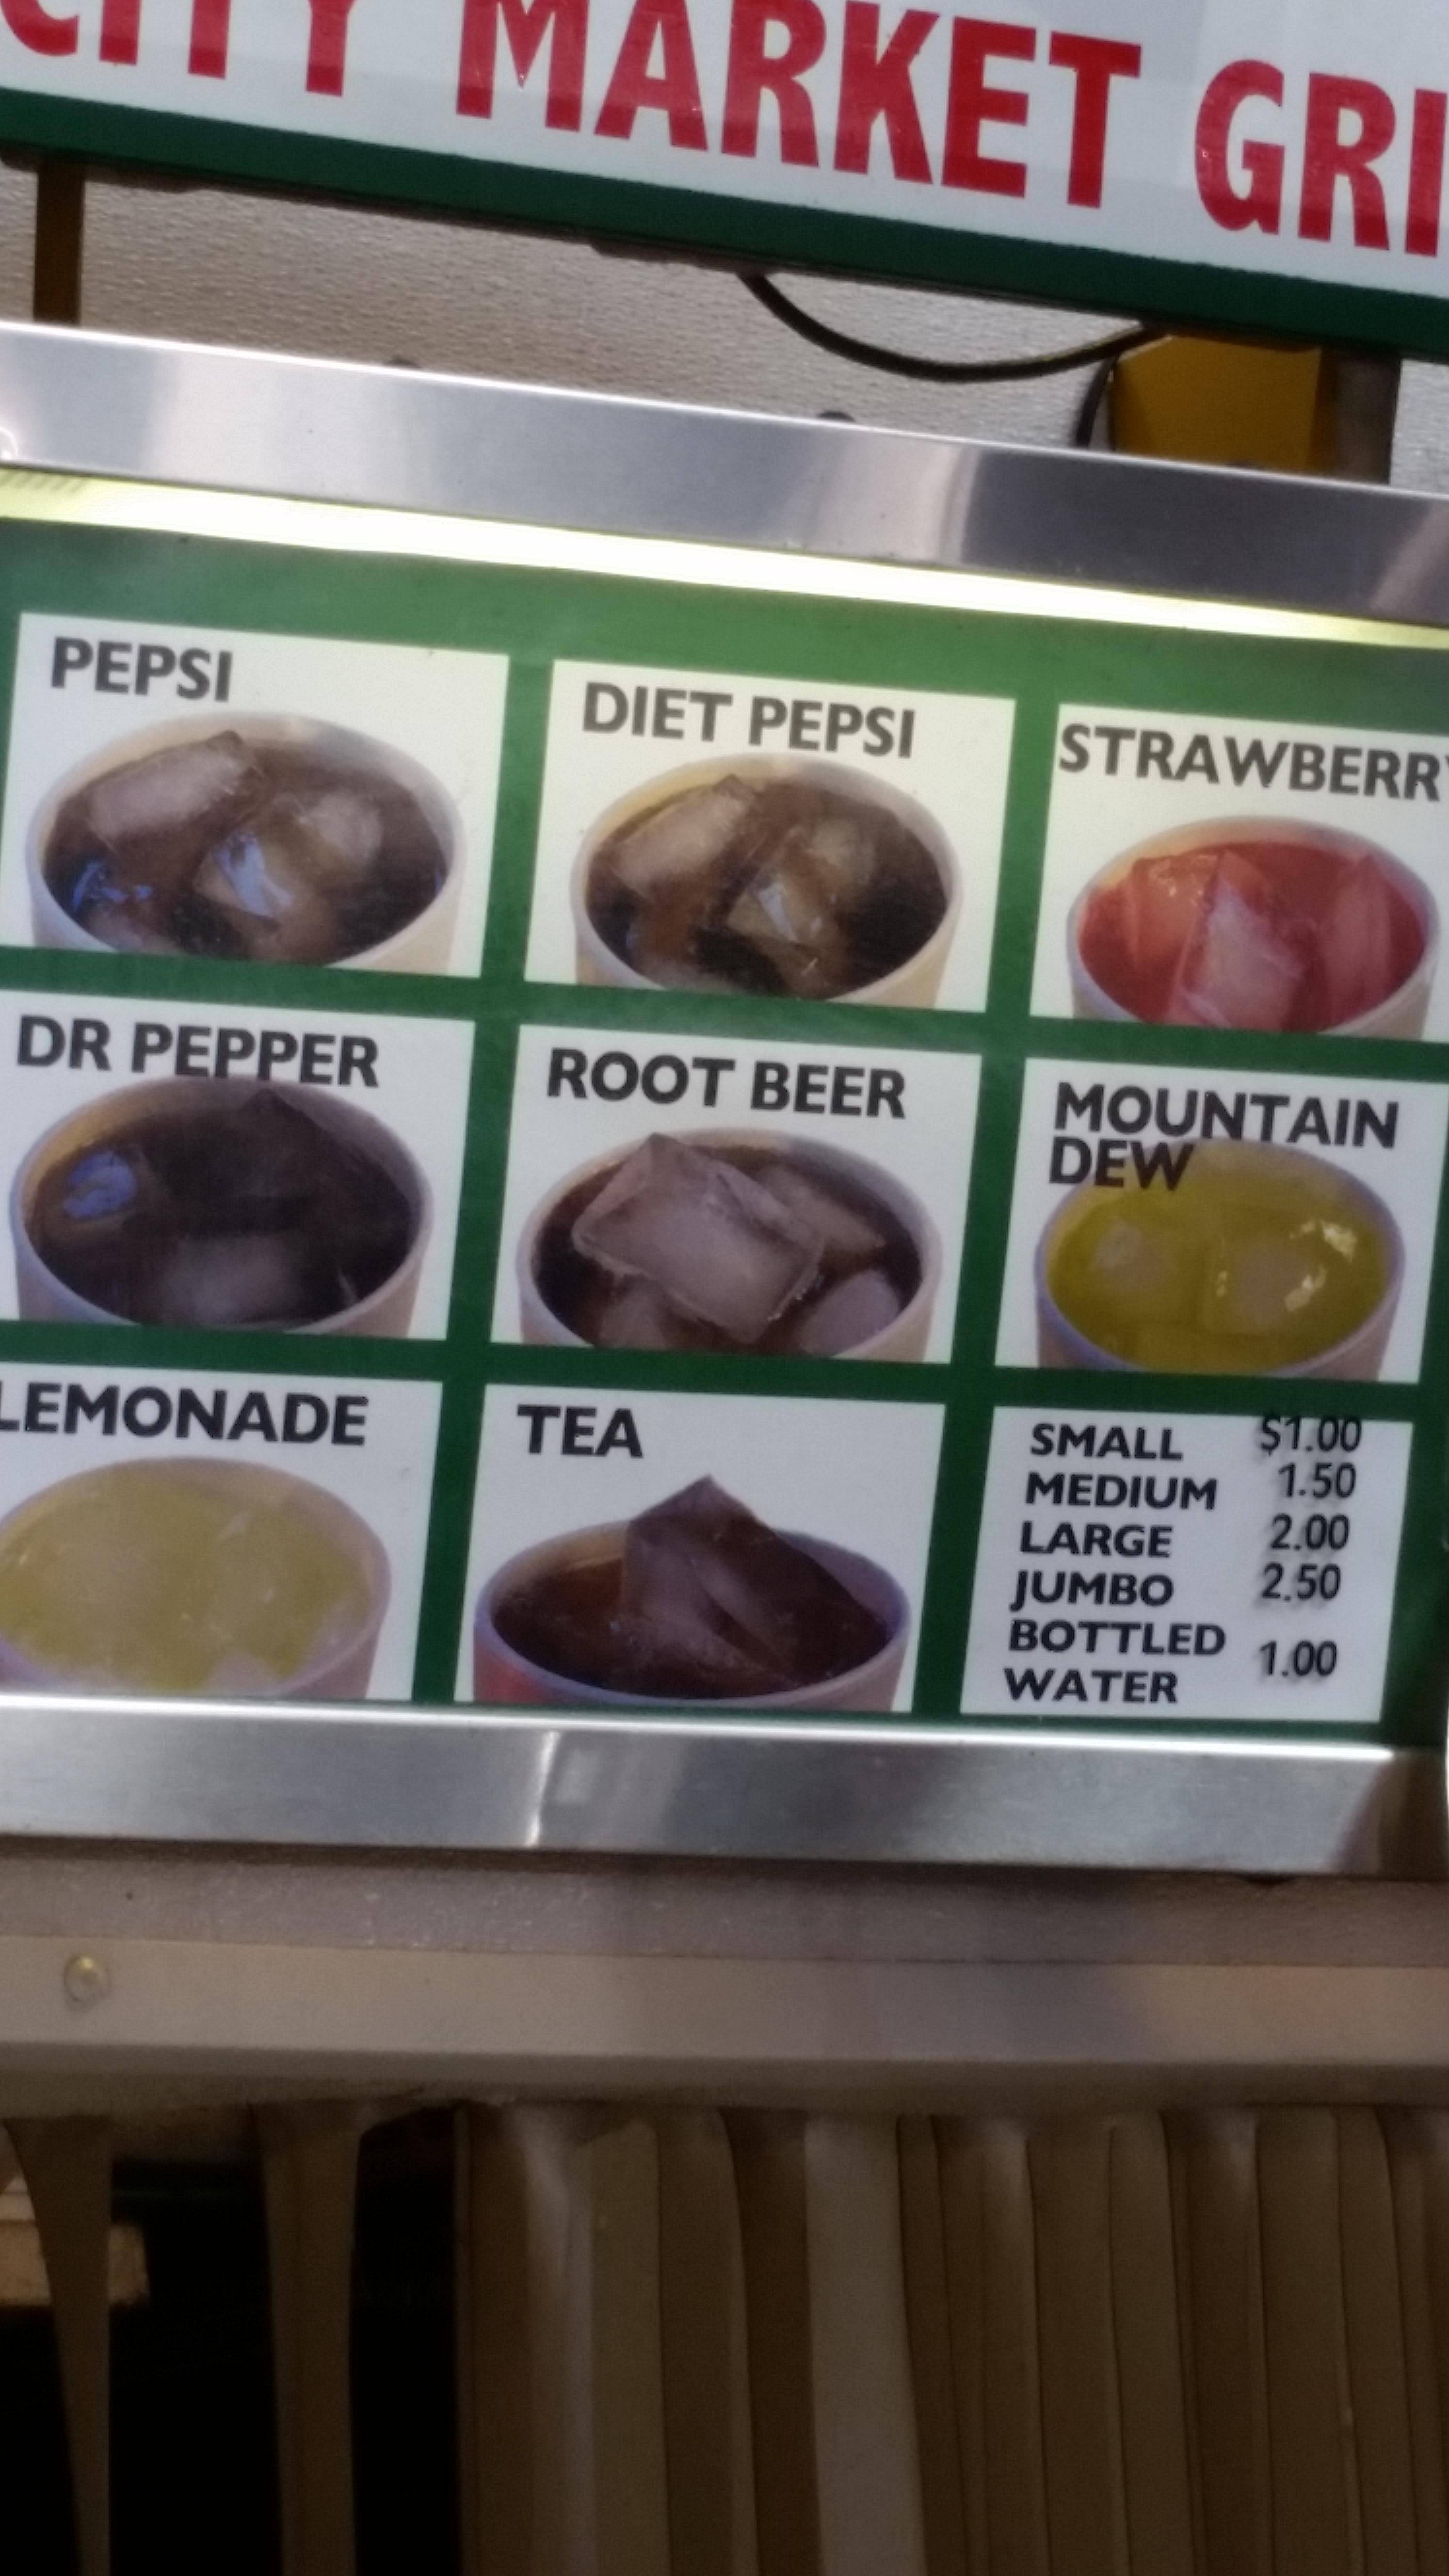 CITY MARKET GRI
PEPSI
DIET PEPSI
STRAWBERRY
DR PEPPER
ROOT BEER
MOUNTAIN
DEW
LEMONADE
TEA
SMALL $1.00
MEDIUM 1.50
LARGE 2.00
JUMBO 2.50
BOTTLED
WATER 1.00